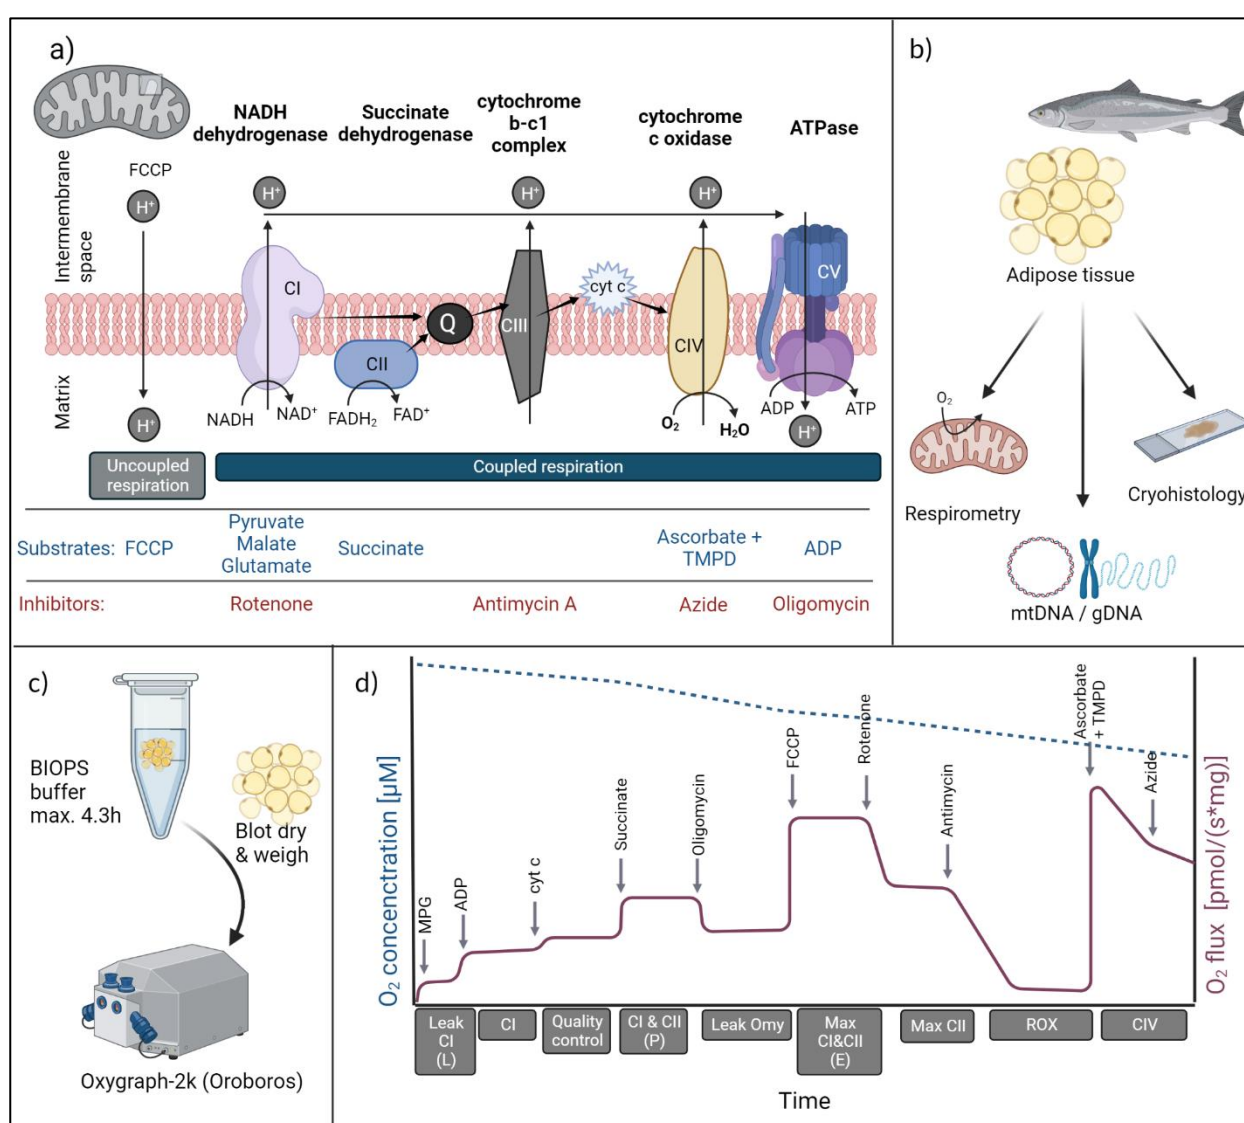 a)
NADH
dehydrogenase
Succinate
dehydrogenase
cytochrome
b-c1
complex
cytochrome
c oxidase
ATPase
FCCP
H⁺
H⁺
H⁺
H⁺
Intermembrane
space
CI
CV
cyt c
Q
CIII
CII
CIV
Matrix
NADH
NAD⁺
FADH₂
FAD⁺
O₂
H₂O
ADP
ATP
H⁺
H⁺
Uncoupled
respiration
Coupled respiration
Substrates:
FCCP
Pyruvate
Malate
Glutamate
Succinate
Ascorbate +
TMPD
ADP
Inhibitors:
Rotenone
Antimycin A
Azide
Oligomycin
b)
Adipose tissue
O₂
Respirometry
Cryohistology
mtDNA / gDNA
c)
BIOPS
buffer
max. 4.3h
Blot dry
& weigh
Oxygraph-2k (Oroboros)
d)
O₂ concenctration [µM]
MPG
ADP
cyt c
Succinate
Oligomycin
FCCP
Rotenone
Antimycin
Ascorbate
+ TMPD
Azide
O₂ flux [pmol/(s*mg)]
Leak
CI
(L)
CI
Quality
control
CI & CII
(P)
Leak Omy
Max
CI&CII
(E)
Max CII
ROX
CIV
Time